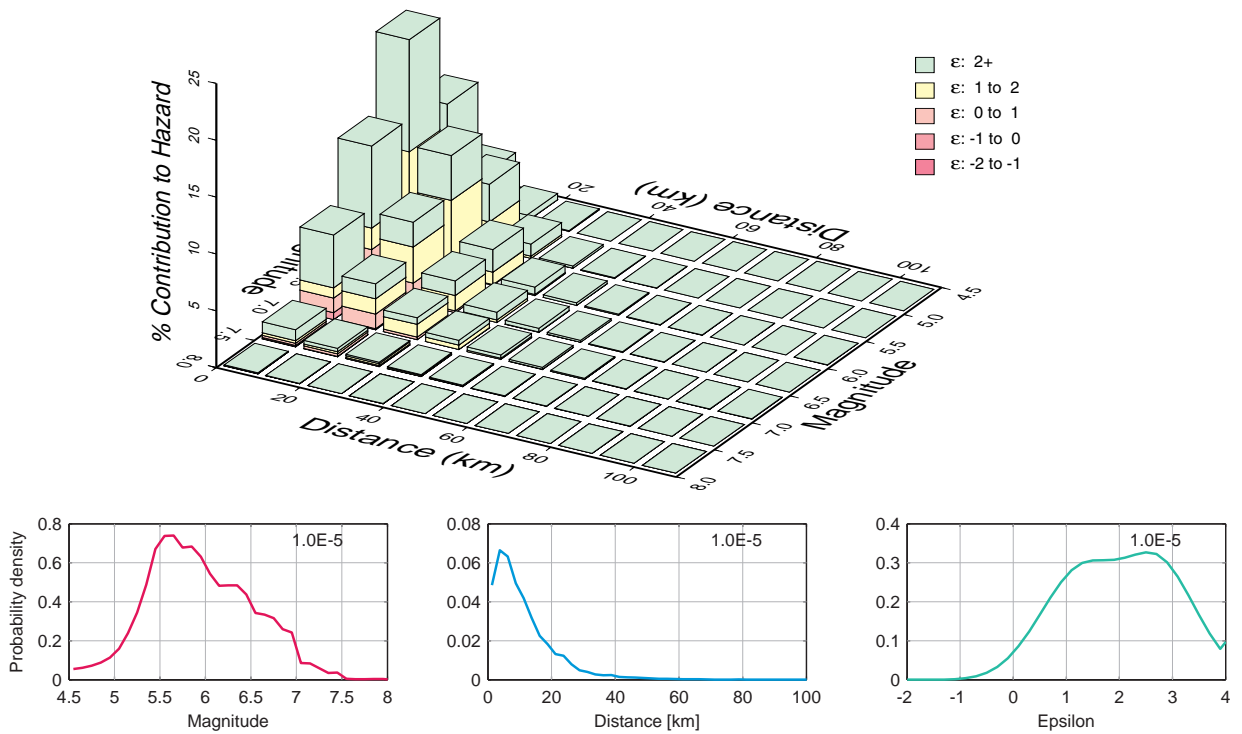 % Contribution to Hazard
5
10
15
20
25
ε: 2+
ε: 1 to 2
ε: 0 to 1
ε: -1 to 0
ε: -2 to -1
20
40
60
80
100
Distance (km)
7.0
7.5
8.0
0
20
40
60
80
100
Distance (km)
4.5
5.0
5.5
6.0
6.5
7.0
7.5
8.0
Magnitude
Probability density
0.8
0.6
0.4
0.2
0
1.0E-5
4.5 5 5.5 6 6.5 7 7.5 8
Magnitude
0.08
0.06
0.04
0.02
0
1.0E-5
0 20 40 60 80 100
Distance [km]
0.4
0.3
0.2
0.1
0
1.0E-5
-2 -1 0 1 2 3 4
Epsilon